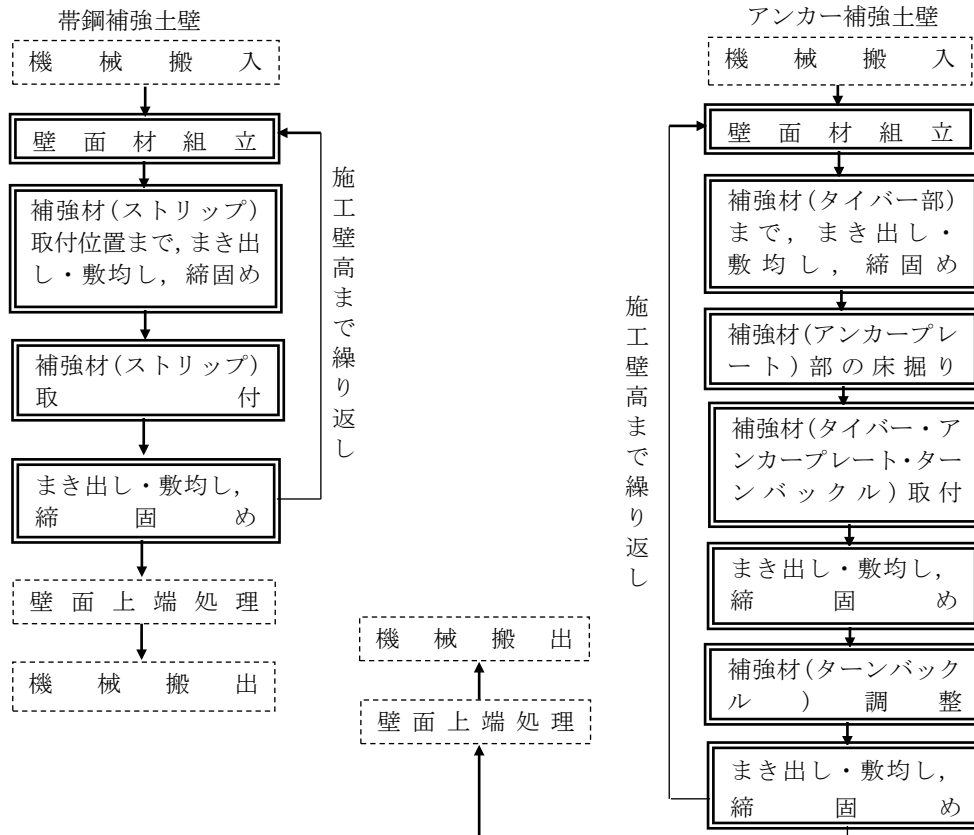 帯鋼補強土壁
機械搬入
壁面材組立
補強材(ストリップ)
取付位置まで,まき出
し・敷均し,締固め
補強材(ストリップ)
取付
まき出し・敷均し,
締固め
壁面上端処理
機械搬出
施工壁高まで繰り返し
機械搬出
壁面上端処理
アンカー補強土壁
機械搬入
壁面材組立
補強材(タイバー部)
まで,まき出し・
敷均し,締固め
補強材(アンカープレ
ート)部の床掘り
補強材(タイバー・ア
ンカープレート・ター
ンバックル)取付
まき出し・敷均し,
締固め
補強材(ターンバック
ル)調整
まき出し・敷均し,
締固め
施工壁高まで繰り返し